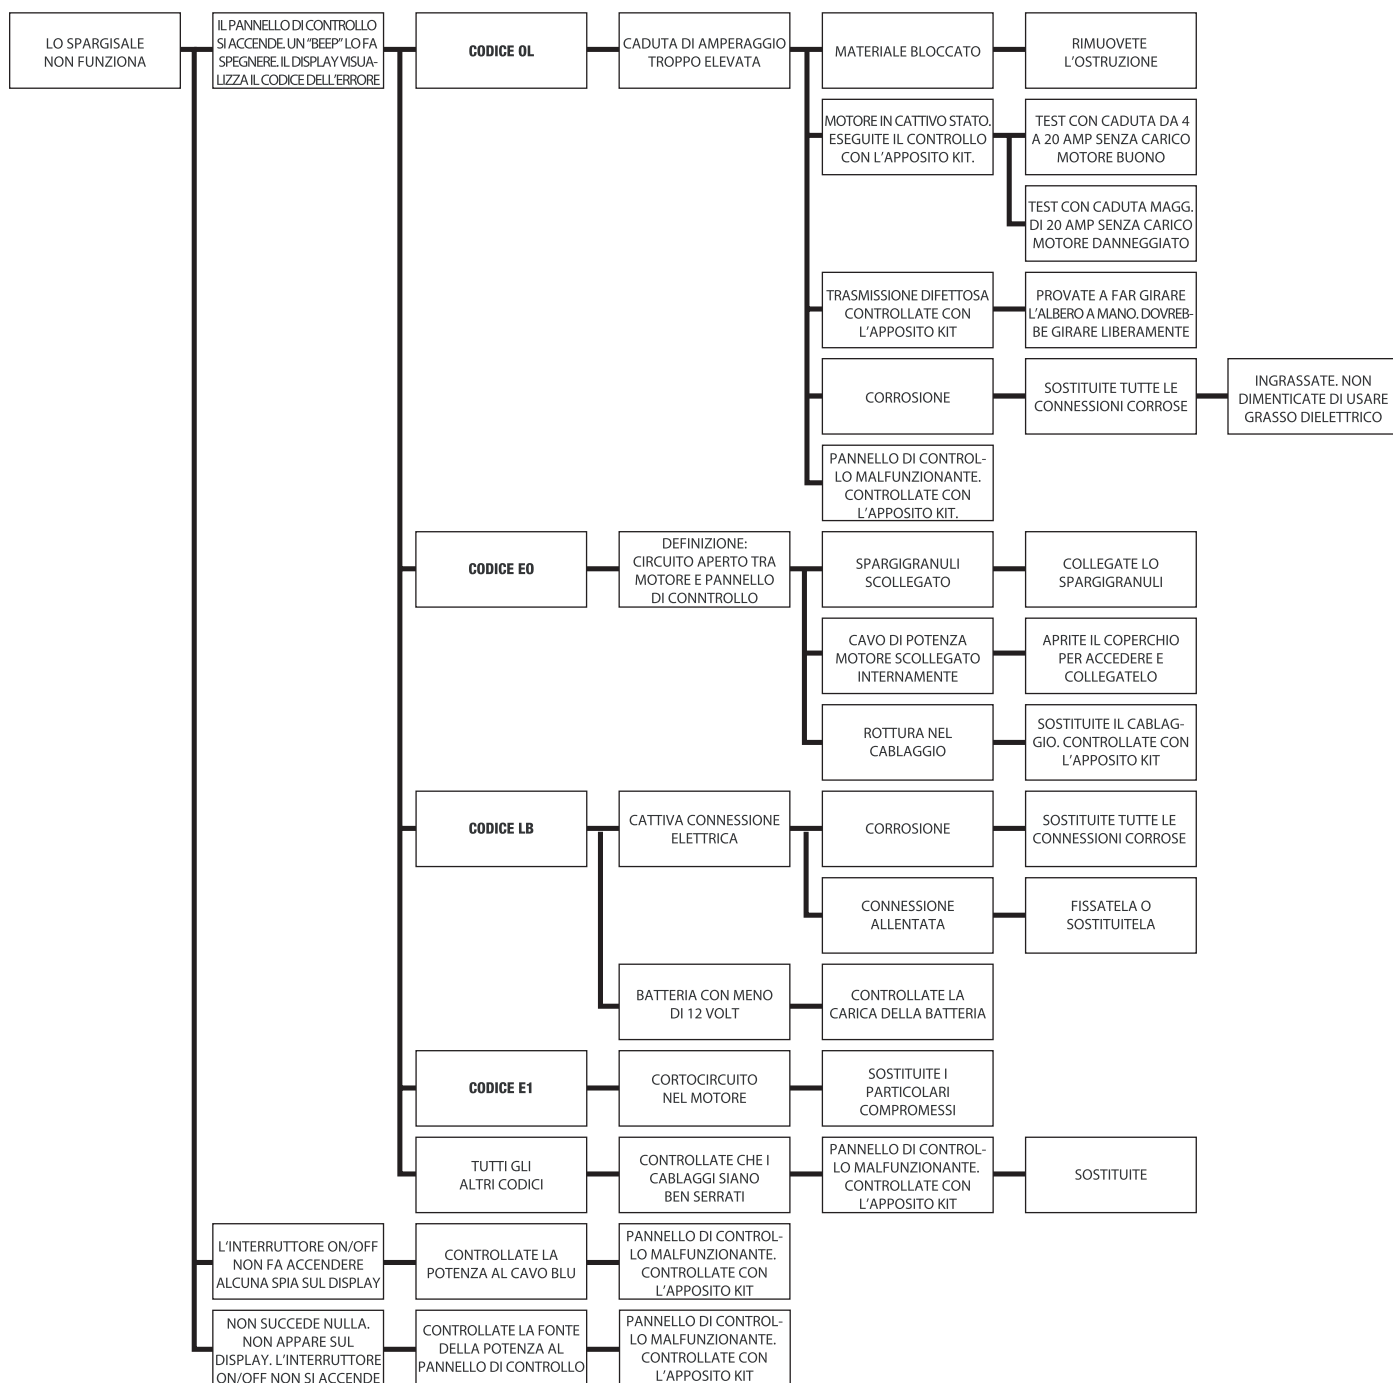 LO SPARGISALE
NON FUNZIONA
IL PANNELLO DI CONTROLLO
SI ACCENDE. UN "BEEP" LO FA
SPEGNERE. IL DISPLAY VISUA-
LIZZA IL CODICE DELL'ERRORE
CODICE OL
CADUTA DI AMPERAGGIO
TROPPO ELEVATA
MATERIALE BLOCCATO
RIMUOVETE
L'OSTRUZIONE
MOTORE IN CATTIVO STATO.
ESEGUITE IL CONTROLLO
CON L'APPOSITO KIT.
TEST CON CADUTA DA 4
A 20 AMP SENZA CARICO
MOTORE BUONO
TEST CON CADUTA MAGG.
DI 20 AMP SENZA CARICO
MOTORE DANNEGGIATO
TRASMISSIONE DIFETTOSA
CONTROLLATE CON
L'APPOSITO KIT
PROVATE A FAR GIRARE
L'ALBERO A MANO. DOVREB-
BE GIRARE LIBERAMENTE
CORROSIONE
SOSTITUITE TUTTE LE
CONNESSIONI CORROSE
INGRASSATE. NON
DIMENTICATE DI USARE
GRASSO DIELETTRICO
PANNELLO DI CONTROL-
LO MALFUNZIONANTE.
CONTROLLATE CON
L'APPOSITO KIT.
CODICE E0
DEFINIZIONE:
CIRCUITO APERTO TRA
MOTORE E PANNELLO
DI CONNTROLLO
SPARGIGRANULI
SCOLLEGATO
COLLEGATE LO
SPARGIGRANULI
CAVO DI POTENZA
MOTORE SCOLLEGATO
INTERNAMENTE
APRITE IL COPERCHIO
PER ACCEDERE E
COLLEGATELO
ROTTURA NEL
CABLAGGIO
SOSTITUITE IL CABLAG-
GIO. CONTROLLATE CON
L'APPOSITO KIT
CODICE LB
CATTIVA CONNESSIONE
ELETTRICA
CORROSIONE
SOSTITUITE TUTTE LE
CONNESSIONI CORROSE
CONNESSIONE
ALLENTATA
FISSATELA O
SOSTITUITELA
BATTERIA CON MENO
DI 12 VOLT
CONTROLLATE LA
CARICA DELLA BATTERIA
CODICE E1
CORTOCIRCUITO
NEL MOTORE
SOSTITUITE I
PARTICOLARI
COMPROMESSI
TUTTI GLI
ALTRI CODICI
CONTROLLATE CHE I
CABLAGGI SIANO
BEN SERRATI
PANNELLO DI CONTROL-
LO MALFUNZIONANTE.
CONTROLLATE CON
L'APPOSITO KIT
SOSTITUITE
L'INTERRUTTORE ON/OFF
NON FA ACCENDERE
ALCUNA SPIA SUL DISPLAY
CONTROLLATE LA
POTENZA AL CAVO BLU
PANNELLO DI CONTROL-
LO MALFUNZIONANTE.
CONTROLLATE CON
L'APPOSITO KIT
NON SUCCEDE NULLA.
NON APPARE SUL
DISPLAY. L'INTERRUTTORE
ON/OFF NON SI ACCENDE
CONTROLLATE LA FONTE
DELLA POTENZA AL
PANNELLO DI CONTROLLO
PANNELLO DI CONTROL-
LO MALFUNZIONANTE.
CONTROLLATE CON
L'APPOSITO KIT